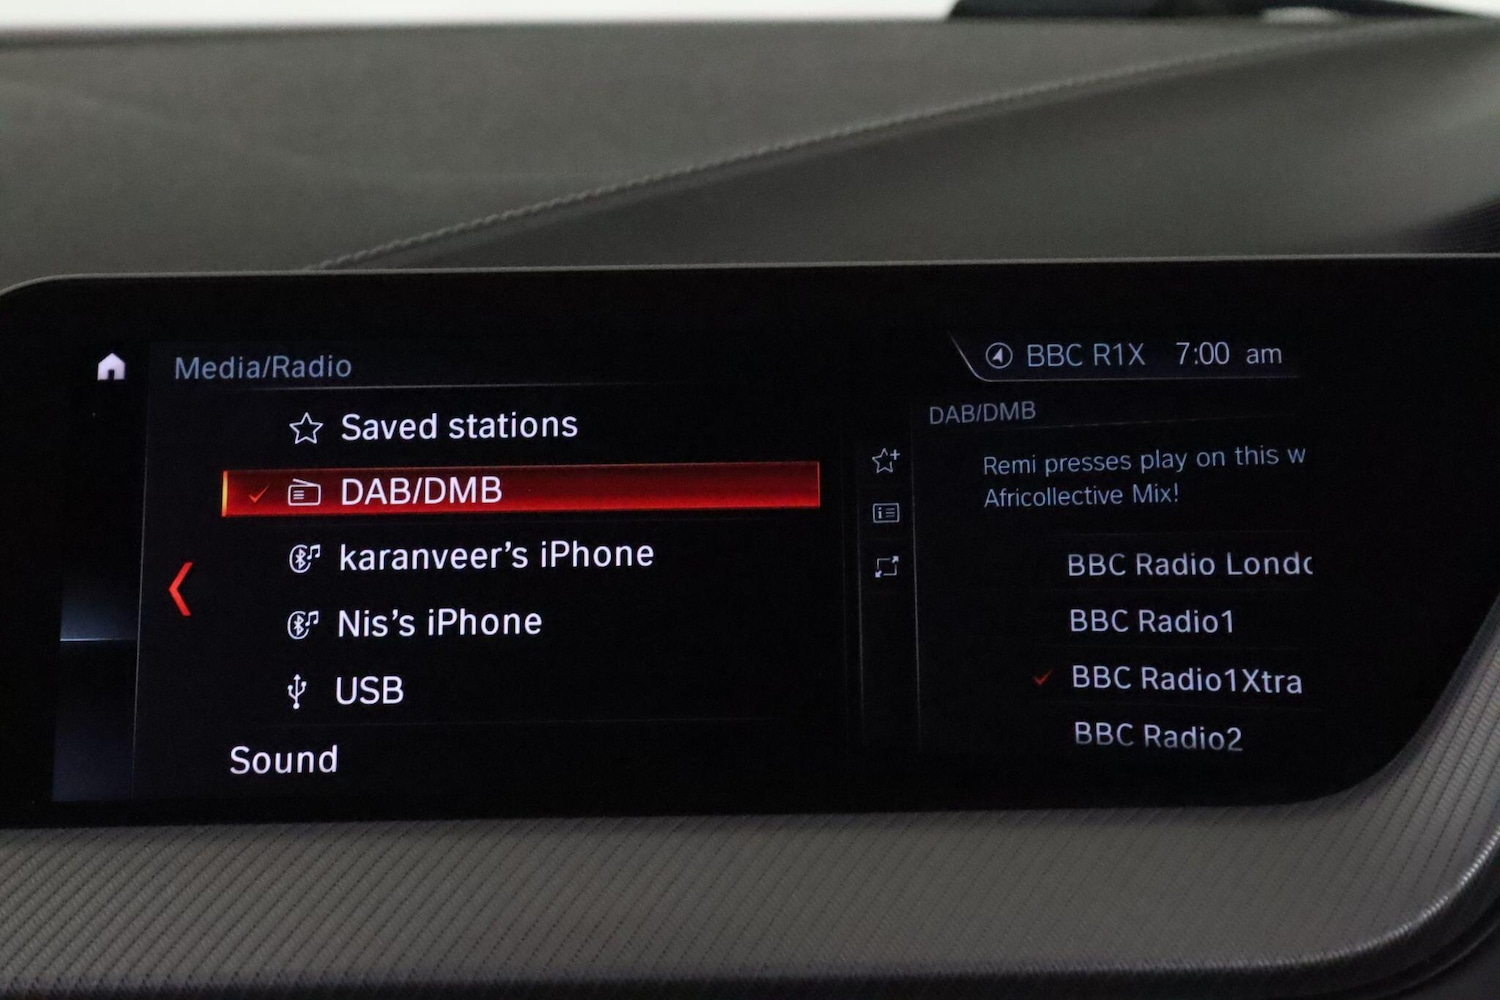 Media/Radio
Saved stations
DAB/DMB
karanveer's iPhone
Nis's iPhone
USB
Sound
BBC R1X 7:00 am
DAB/DMB
Remi presses play on this w
Africollective Mix!
BBC Radio Londo
BBC Radio1
BBC Radio1Xtra
BBC Radio2